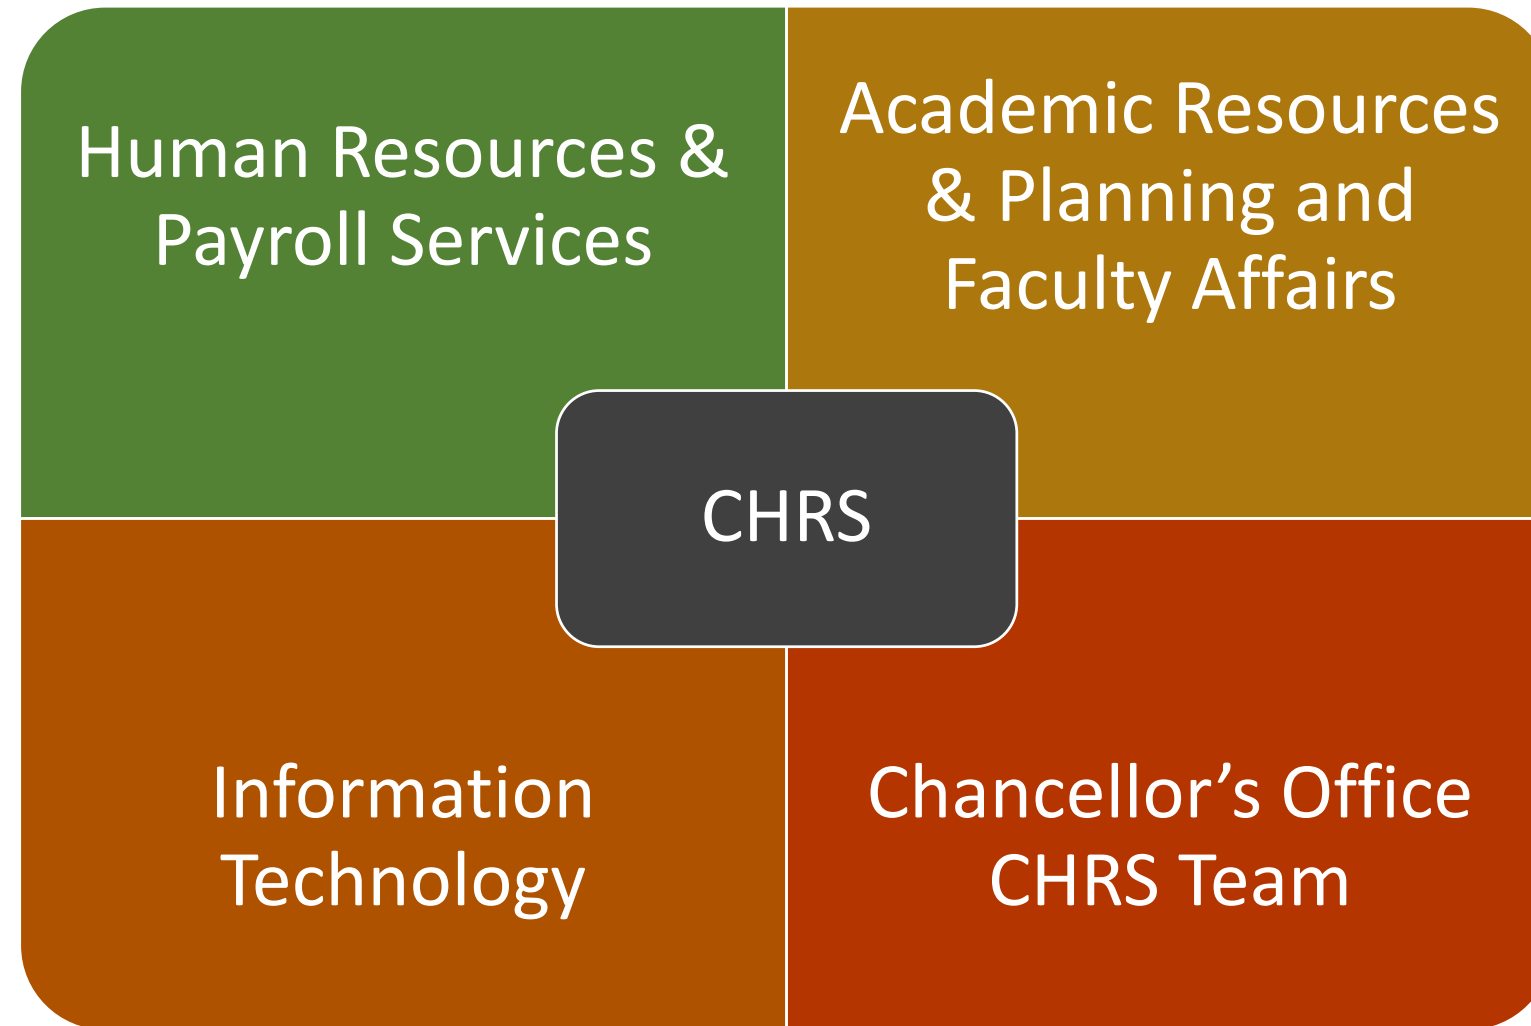 Human Resources &
Payroll Services
Academic Resources
& Planning and
Faculty Affairs
CHRS
Information
Technology
Chancellor’s Office
CHRS Team